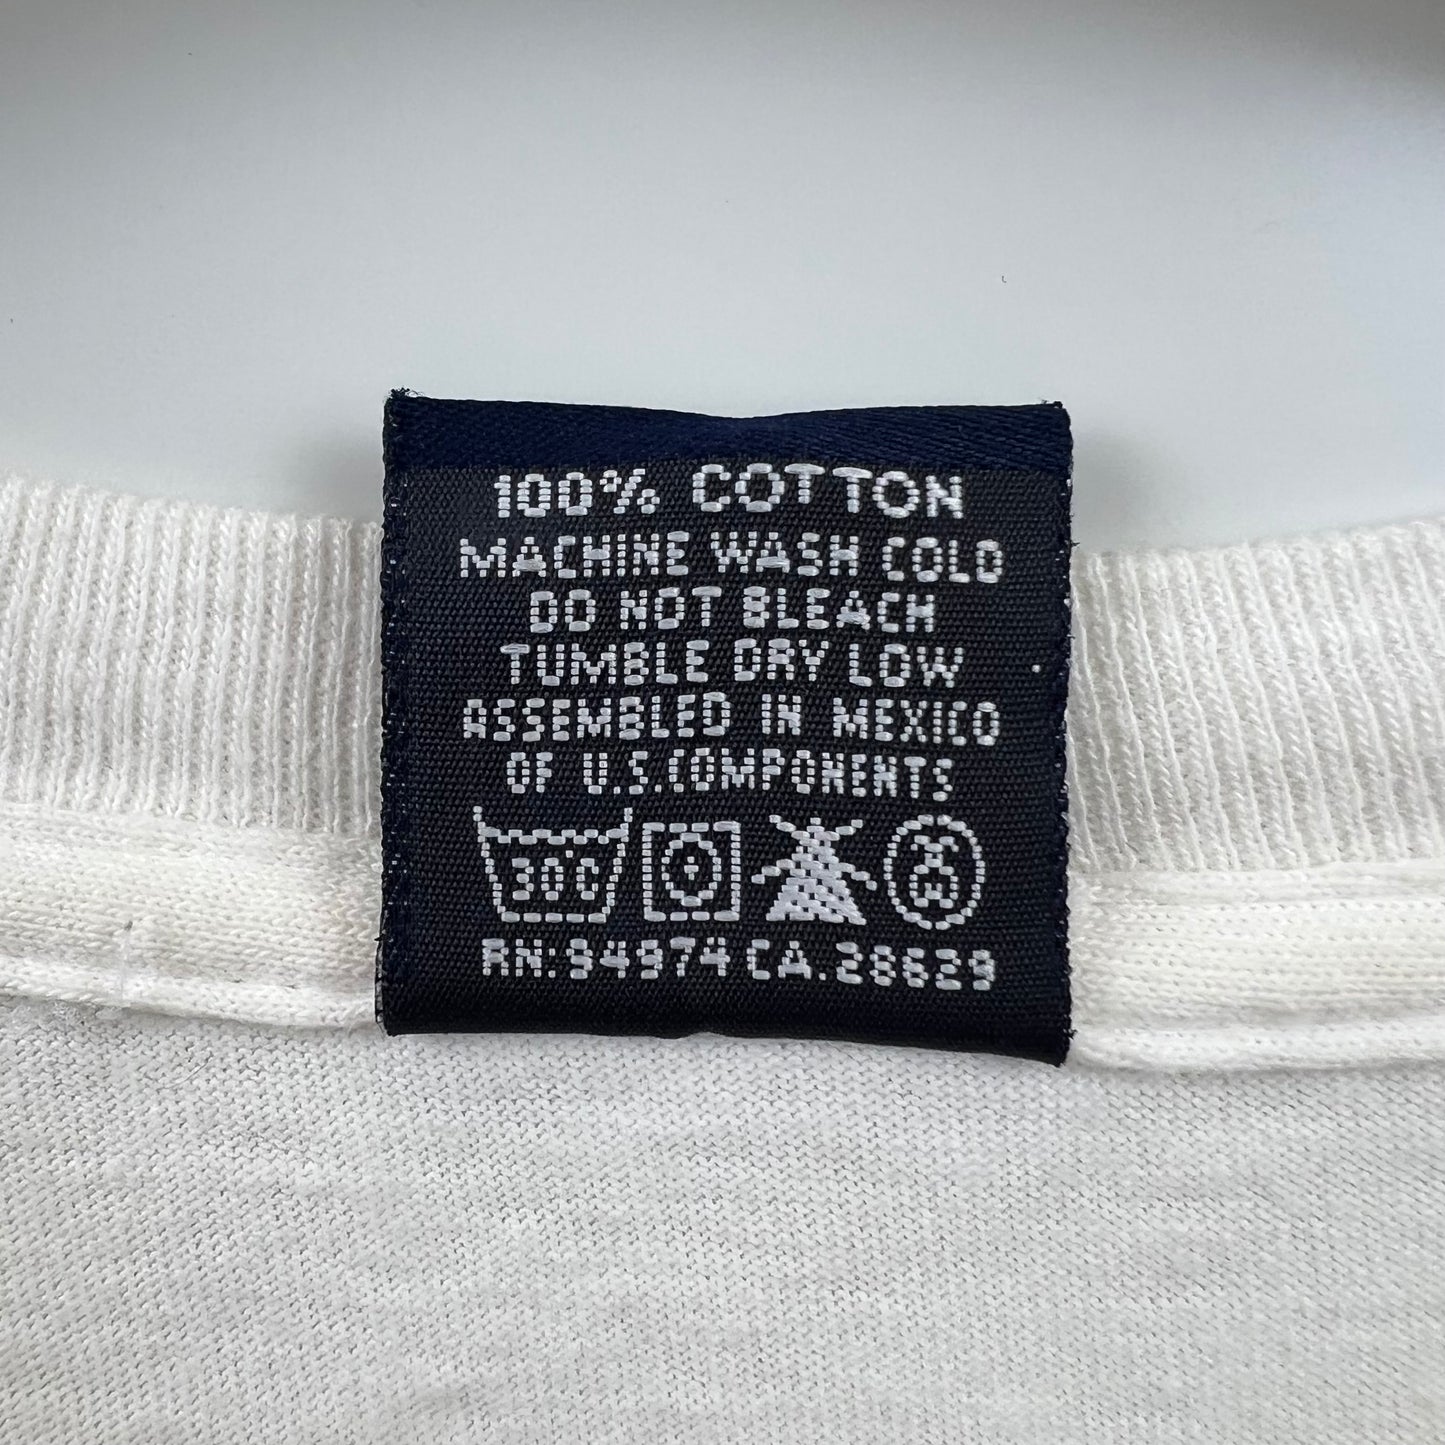 100% COTTON
MACHINE WASH COLD
DO NOT BLEACH
TUMBLE DRY LOW
ASSEMBLED IN MEXICO
OF U.S.COMPONENTS
30°C
RN:94974 CA.28629